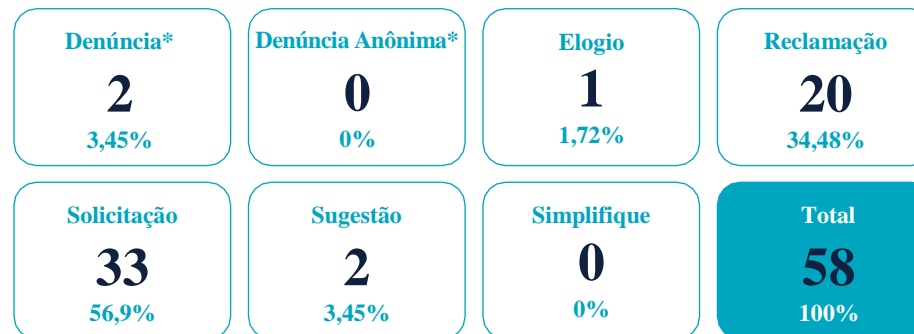 Denúncia*
2
3,45%
Denúncia Anônima*
0
0%
Elogio
1
1,72%
Reclamação
20
34,48%
Solicitação
33
56,9%
Sugestão
2
3,45%
Simplifique
0
0%
Total
58
100%